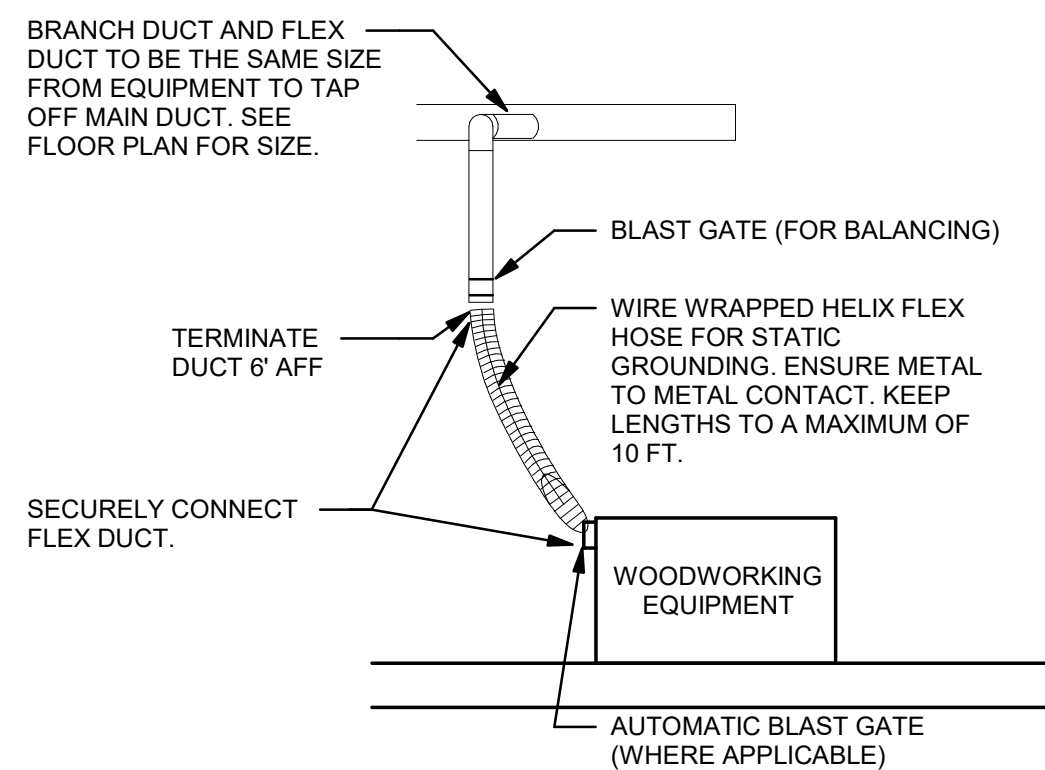 BRANCH DUCT AND FLEX
DUCT TO BE THE SAME SIZE
FROM EQUIPMENT TO TAP
OFF MAIN DUCT. SEE
FLOOR PLAN FOR SIZE.
BLAST GATE (FOR BALANCING)
WIRE WRAPPED HELIX FLEX
HOSE FOR STATIC
GROUNDING. ENSURE METAL
TO METAL CONTACT. KEEP
LENGTHS TO A MAXIMUM OF
10 FT.
TERMINATE
DUCT 6' AFF
SECURELY CONNECT
FLEX DUCT.
WOODWORKING
EQUIPMENT
AUTOMATIC BLAST GATE
(WHERE APPLICABLE)